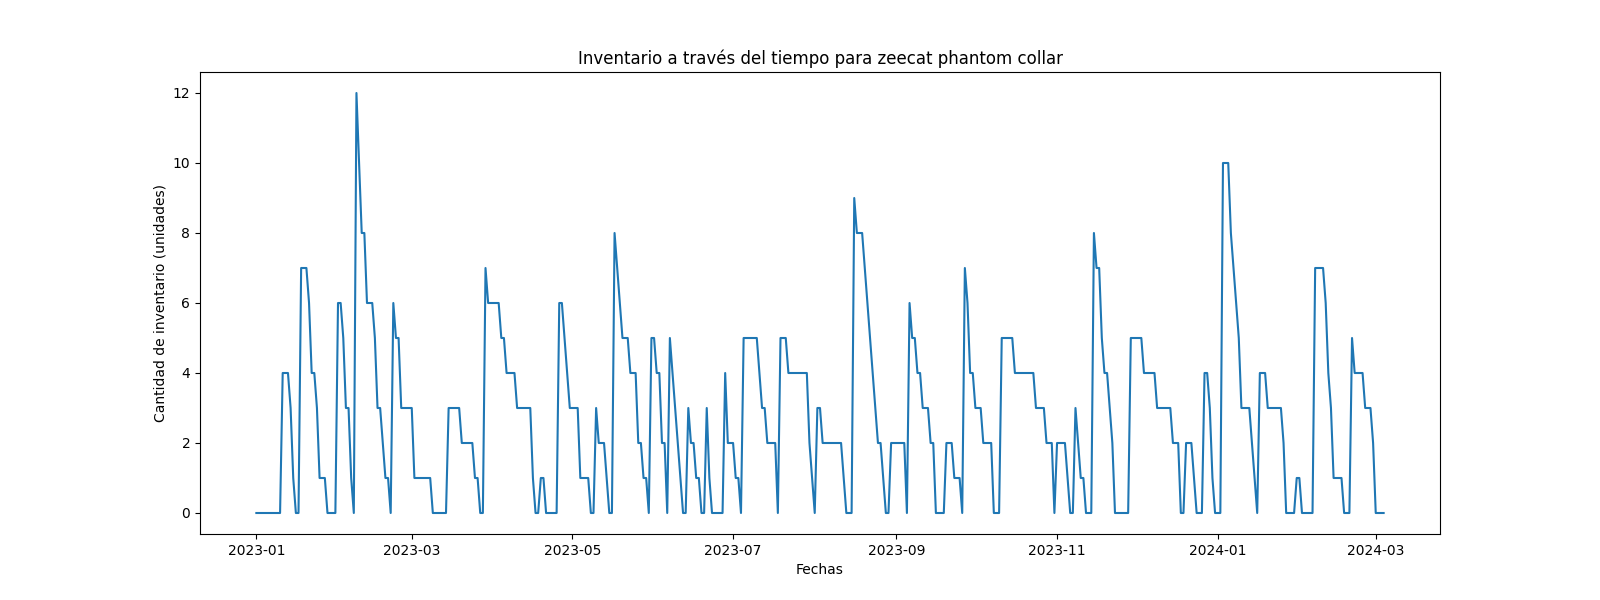 Inventario a través del tiempo para zeecat phantom collar
Cantidad de inventario (unidades)
12
10
8
6
4
2
0
2023-01 2023-03 2023-05 2023-07 2023-09 2023-11 2024-01 2024-03
Fechas